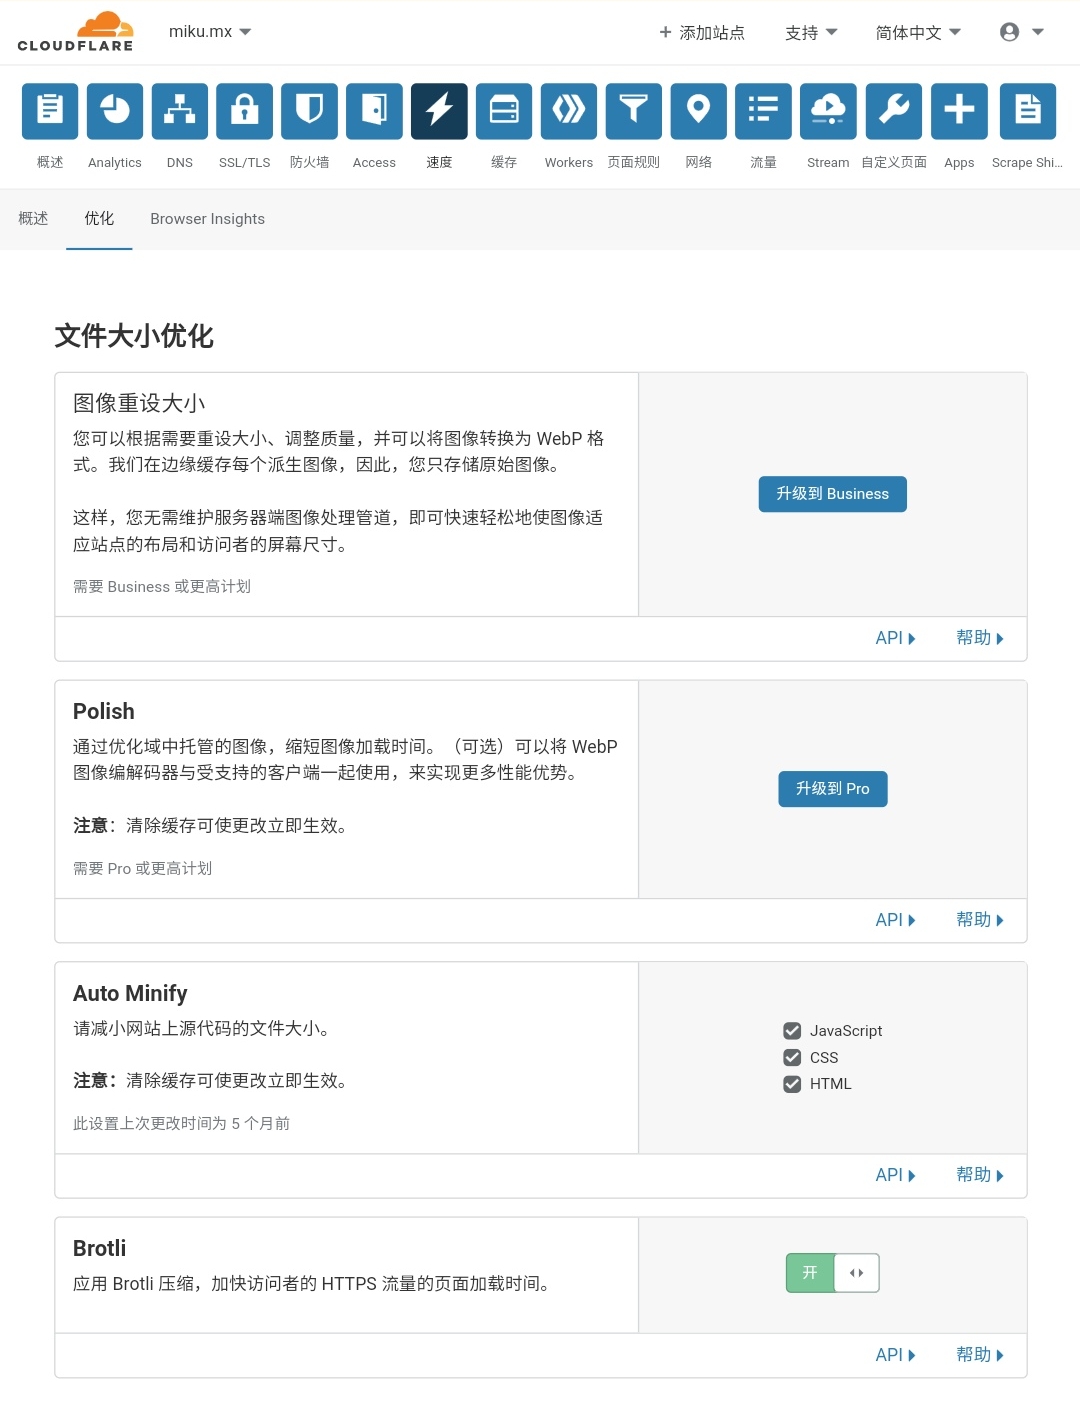 CLOUDFLARE
miku.mx
+ 添加站点
支持
简体中文
概述
Analytics
DNS
SSL/TLS
防火墙
Access
速度
缓存
Workers
页面规则
网络
流量
Stream
自定义页面
Apps
Scrape Shi...
概述
优化
Browser Insights
文件大小优化
图像重设大小
您可以根据需要重设大小、调整质量，并可以将图像转换为 WebP 格
式。我们在边缘缓存每个派生图像，因此，您只存储原始图像。
这样，您无需维护服务器端图像处理管道，即可快速轻松地使图像适
应站点的布局和访问者的屏幕尺寸。
需要 Business 或更高计划
升级到 Business
API
帮助
Polish
通过优化域中托管的图像，缩短图像加载时间。（可选）可以将 WebP
图像编解码器与受支持的客户端一起使用，来实现更多性能优势。
注意：清除缓存可使更改立即生效。
需要 Pro 或更高计划
升级到 Pro
API
帮助
Auto Minify
请减小网站上源代码的文件大小。
注意：清除缓存可使更改立即生效。
此设置上次更改时间为 5 个月前
JavaScript
CSS
HTML
API
帮助
Brotli
应用 Brotli 压缩，加快访问者的 HTTPS 流量的页面加载时间。
开
API
帮助